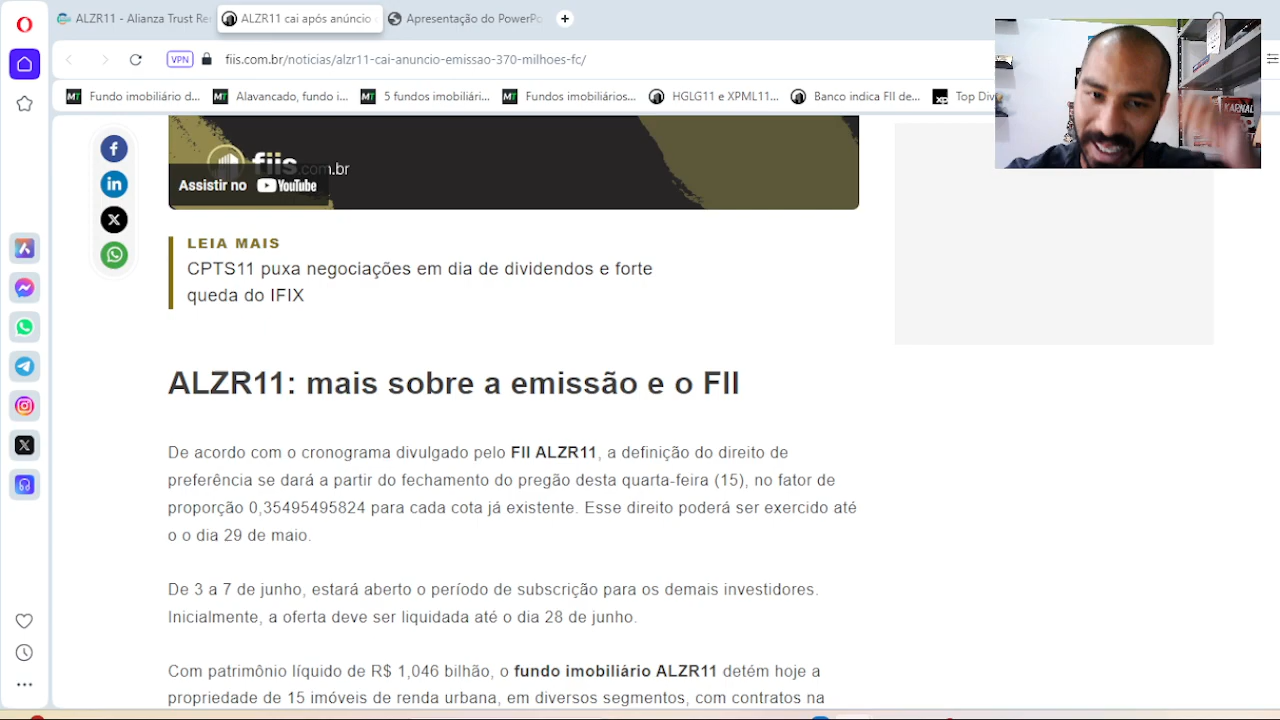 ALZR11 - Alianza Trust Re
ALZR11 cai após anúncio
Apresentação do PowerPo
VPN
fiis.com.br/noticias/alzr11-cai-anuncio-emissao-370-milhoes-fc/
Fundo imobiliário d...
Alavancado, fundo i...
5 fundos imobiliári...
Fundos imobiliários...
HGLG11 e XPML11...
Banco indica FII de...
Top Div
KARNAL
fiis.com.br
Assistir no YouTube
LEIA MAIS
CPTS11 puxa negociações em dia de dividendos e forte
queda do IFIX
ALZR11: mais sobre a emissão e o FII
De acordo com o cronograma divulgado pelo FII ALZR11, a definição do direito de
preferência se dará a partir do fechamento do pregão desta quarta-feira (15), no fator de
proporção 0,35495495824 para cada cota já existente. Esse direito poderá ser exercido até
o o dia 29 de maio.
De 3 a 7 de junho, estará aberto o período de subscrição para os demais investidores.
Inicialmente, a oferta deve ser liquidada até o dia 28 de junho.
Com patrimônio líquido de R$ 1,046 bilhão, o fundo imobiliário ALZR11 detém hoje a
propriedade de 15 imóveis de renda urbana, em diversos segmentos, com contratos na